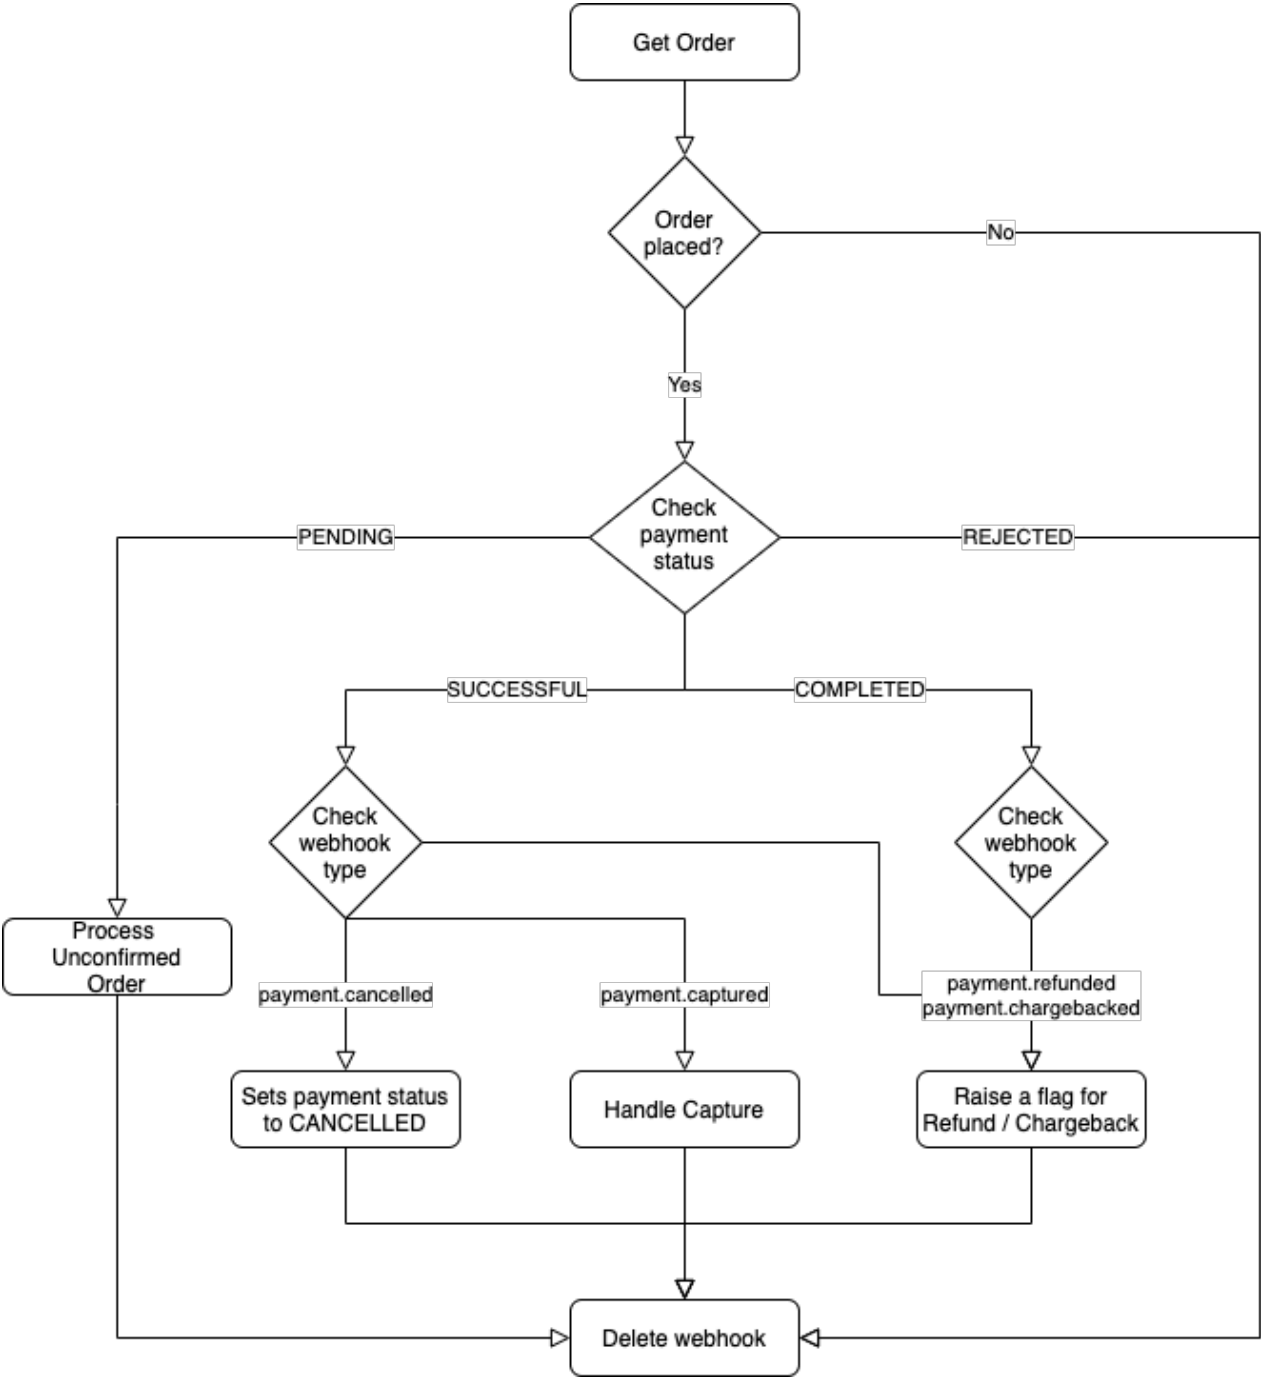 Get Order
Order
placed?
No
Yes
Check
payment
status
PENDING
REJECTED
SUCCESSFUL
COMPLETED
Check
webhook
type
Check
webhook
type
Process
Unconfirmed
Order
payment.cancelled
payment.captured
payment.refunded
payment.chargebacked
Sets payment status
to CANCELLED
Handle Capture
Raise a flag for
Refund / Chargeback
Delete webhook